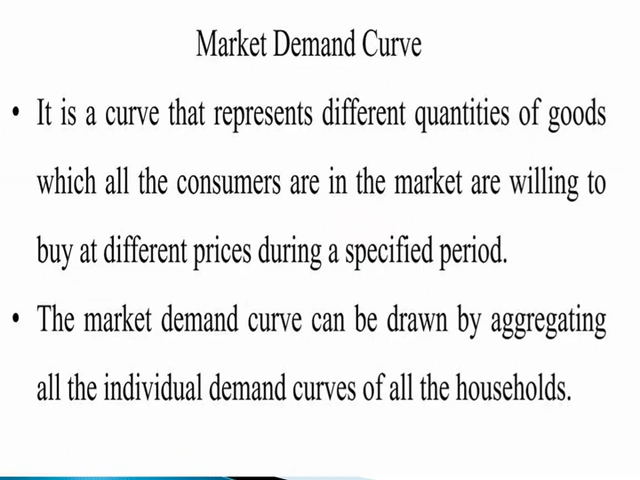 Market Demand Curve
• It is a curve that represents different quantities of goods
which all the consumers are in the market are willing to
buy at different prices during a specified period.
• The market demand curve can be drawn by aggregating
all the individual demand curves of all the households.